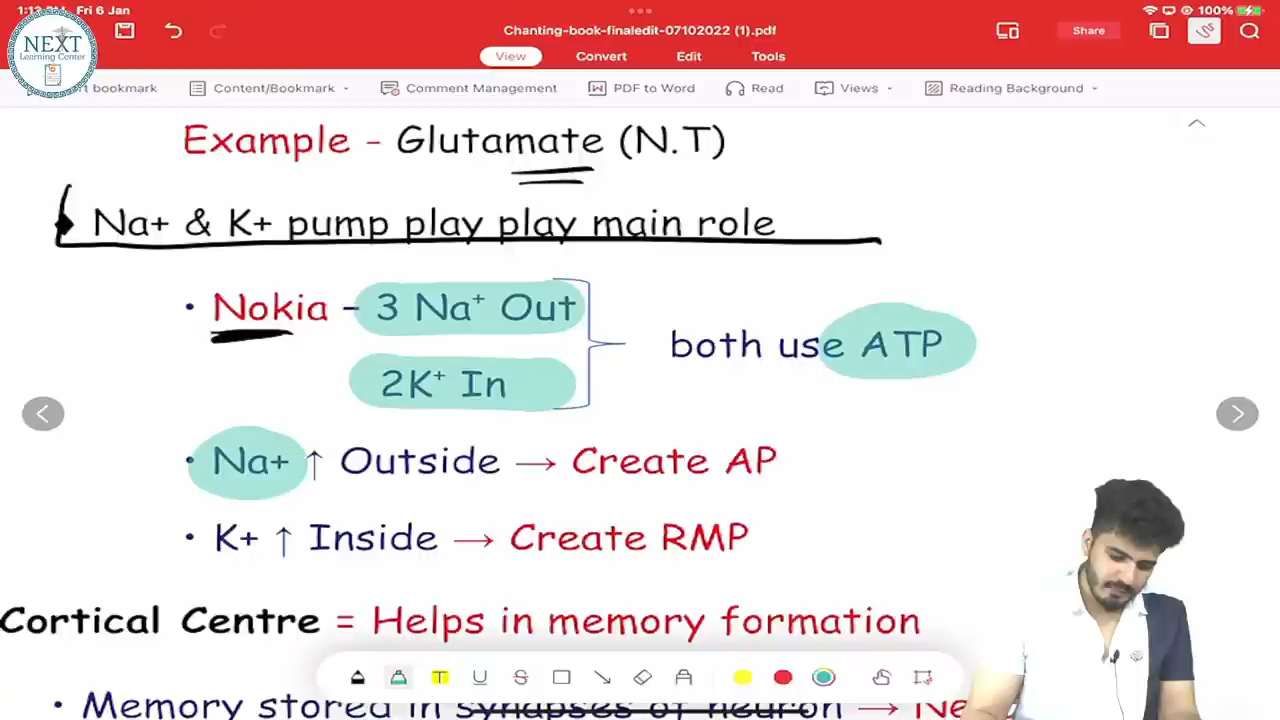 Fri 6 Jan
100%
NEXT
Learning Center
Chanting-book-finaledit-07102022 (1).pdf
Share
View Convert Edit Tools
bookmark Content/Bookmark Comment Management PDF to Word Read Views Reading Background
Example - Glutamate (N.T)
Na+ & K+ pump play play main role
• Nokia - 3 Na⁺ Out
2K⁺ In
both use ATP
• Na+ ↑ Outside → Create AP
• K+ ↑ Inside → Create RMP
Cortical Centre = Helps in memory formation
• Memory stored in synapses of neuron →